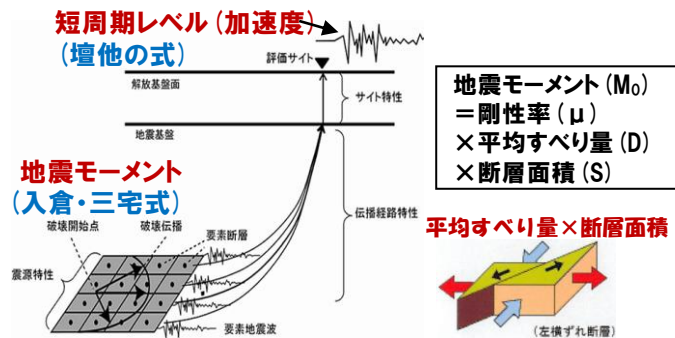 短周期レベル(加速度)
(壇他の式)
評価サイト
解放基盤面
サイト特性
地震基盤
地震モーメント(M₀)
=剛性率(μ)
×平均すべり量(D)
×断層面積(S)
地震モーメント
(入倉・三宅式)
破壊開始点
破壊伝播
要素断層
伝播経路特性
震源特性
要素地震波
平均すべり量×断層面積
(左横ずれ断層)